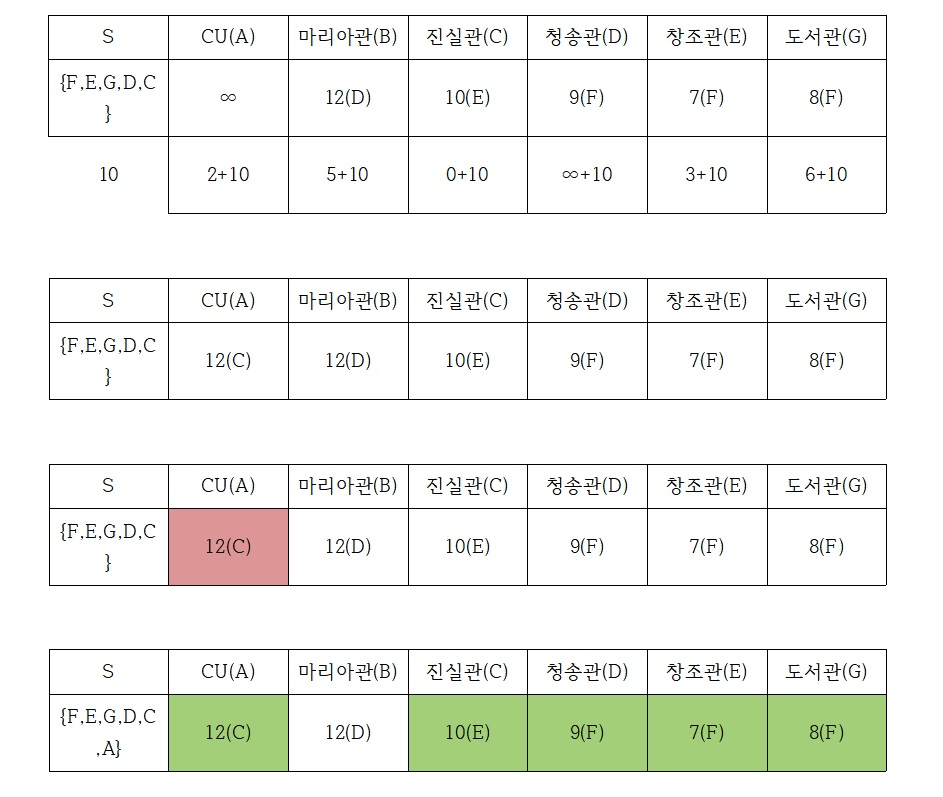 S CU(A) 마리아관(B) 진실관(C) 청송관(D) 창조관(E) 도서관(G)
{F,E,G,D,C
} ∞ 12(D) 10(E) 9(F) 7(F) 8(F)
10 2+10 5+10 0+10 ∞+10 3+10 6+10
S CU(A) 마리아관(B) 진실관(C) 청송관(D) 창조관(E) 도서관(G)
{F,E,G,D,C
} 12(C) 12(D) 10(E) 9(F) 7(F) 8(F)
S CU(A) 마리아관(B) 진실관(C) 청송관(D) 창조관(E) 도서관(G)
{F,E,G,D,C
} 12(C) 12(D) 10(E) 9(F) 7(F) 8(F)
S CU(A) 마리아관(B) 진실관(C) 청송관(D) 창조관(E) 도서관(G)
{F,E,G,D,C
,A} 12(C) 12(D) 10(E) 9(F) 7(F) 8(F)